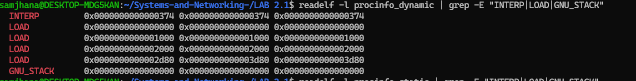 samjhana@DESKTOP-MDG5KAN:~/Systems-and-Networking-/LAB 2.1$ readelf -l procinfo_dynamic | grep -E "INTERP|LOAD|GNU_STACK"
INTERP 0x0000000000000374 0x0000000000000374 0x0000000000000374
LOAD 0x0000000000000000 0x0000000000000000 0x0000000000000000
LOAD 0x0000000000001000 0x0000000000001000 0x0000000000001000
LOAD 0x0000000000002000 0x0000000000002000 0x0000000000002000
LOAD 0x0000000000002d80 0x0000000000003d80 0x0000000000003d80
GNU_STACK 0x0000000000000000 0x0000000000000000 0x0000000000000000